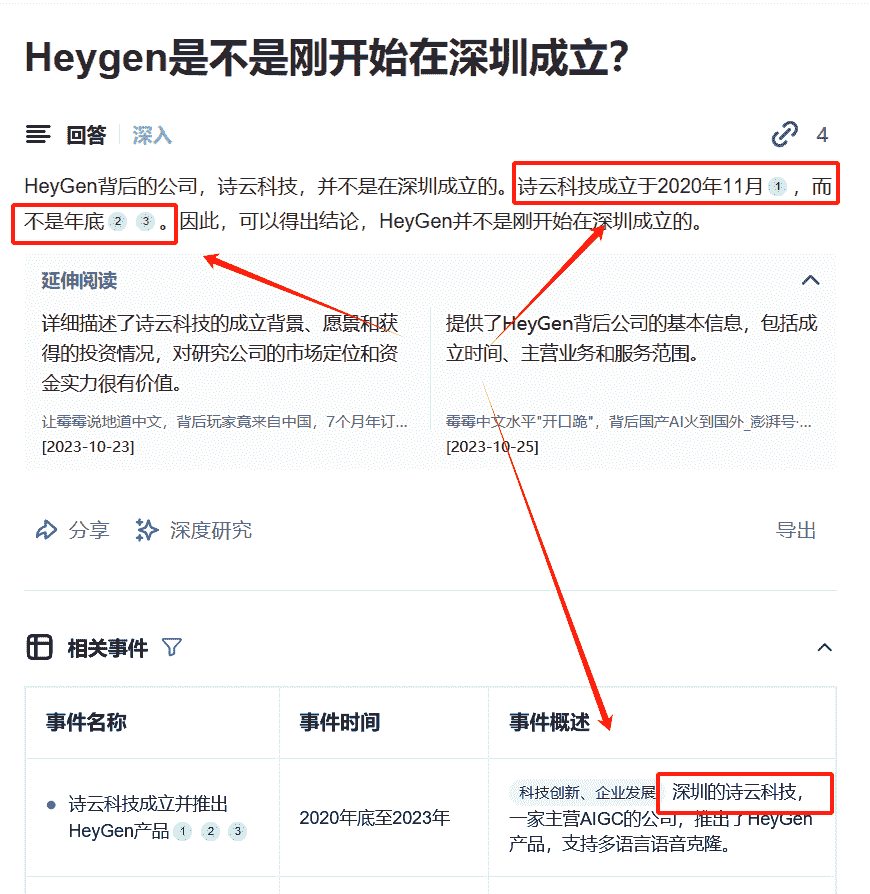 Heygen是不是刚开始在深圳成立?
回答 深入 4
HeyGen背后的公司，诗云科技，并不是在深圳成立的。诗云科技成立于2020年11月 1 ，而
不是年底 2 3 。因此，可以得出结论，HeyGen并不是刚开始在深圳成立的。
延伸阅读
详细描述了诗云科技的成立背景、愿景和获
得的投资情况，对研究公司的市场定位和资
金实力很有价值。
让霉霉说地道中文，背后玩家竟来自中国，7个月年订...
[2023-10-23]
提供了HeyGen背后公司的基本信息，包括成
立时间、主营业务和服务范围。
霉霉中文水平"开口跪"，背后国产AI火到国外_澎湃号·...
[2023-10-25]
分享 深度研究 导出
相关事件
事件名称 事件时间 事件概述
诗云科技成立并推出
HeyGen产品 1 2 3
2020年底至2023年
科技创新、企业发展 深圳的诗云科技，
一家主营AIGC的公司，推出了HeyGen
产品，支持多语言语音克隆。